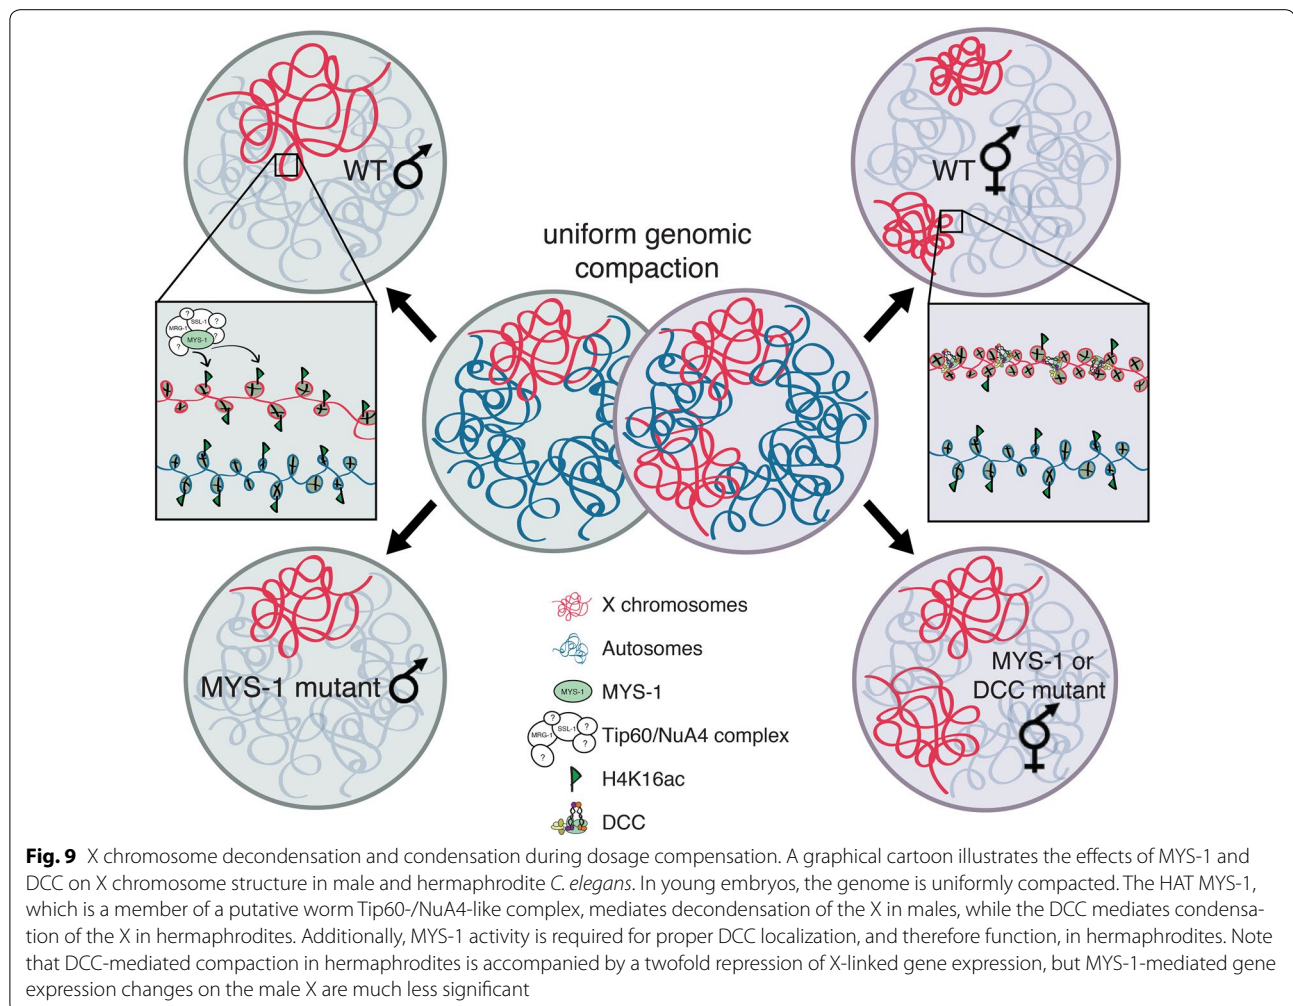 WT
WT
uniform genomic
compaction
?
SSL-1
?
MRG-1
MYS-1
?
?
MYS-1 mutant
MYS-1 or
DCC mutant
X chromosomes
Autosomes
MYS-1
MYS-1
?
SSL-1
?
MRG-1
?
?
Tip60/NuA4 complex
H4K16ac
DCC
Fig. 9 X chromosome decondensation and condensation during dosage compensation. A graphical cartoon illustrates the effects of MYS-1 and
DCC on X chromosome structure in male and hermaphrodite C. elegans. In young embryos, the genome is uniformly compacted. The HAT MYS-1,
which is a member of a putative worm Tip60-/NuA4-like complex, mediates decondensation of the X in males, while the DCC mediates condensa-
tion of the X in hermaphrodites. Additionally, MYS-1 activity is required for proper DCC localization, and therefore function, in hermaphrodites. Note
that DCC-mediated compaction in hermaphrodites is accompanied by a twofold repression of X-linked gene expression, but MYS-1-mediated gene
expression changes on the male X are much less significant